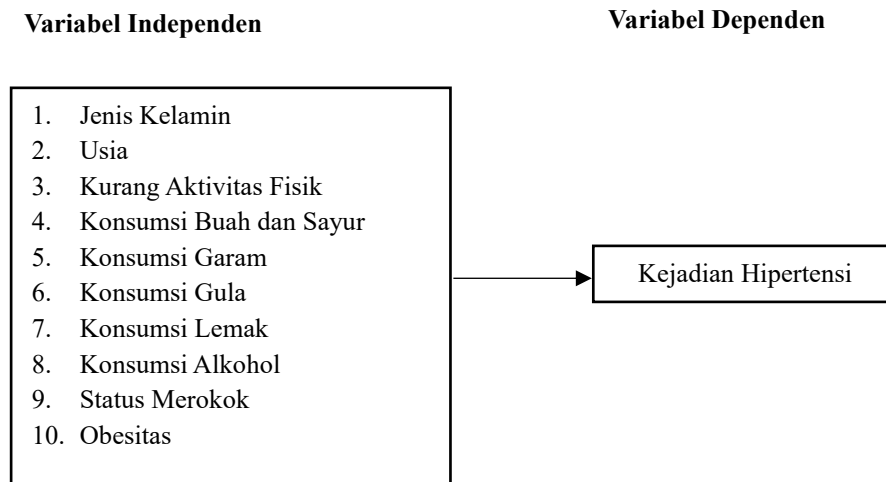 Variabel Independen
Variabel Dependen
1. Jenis Kelamin
2. Usia
3. Kurang Aktivitas Fisik
4. Konsumsi Buah dan Sayur
5. Konsumsi Garam
6. Konsumsi Gula
7. Konsumsi Lemak
8. Konsumsi Alkohol
9. Status Merokok
10. Obesitas
Kejadian Hipertensi